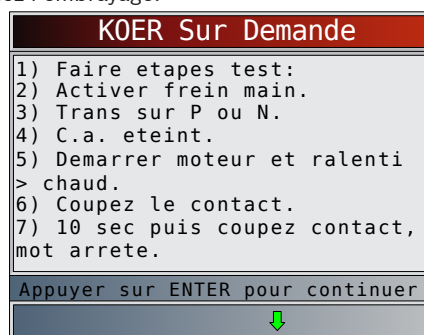 KOER Sur Demande
1) Faire etapes test:
2) Activer frein main.
3) Trans sur P ou N.
4) C.a. eteint.
5) Demarrer moteur et ralenti
> chaud.
6) Coupez le contact.
7) 10 sec puis coupez contact,
mot arrete.
Appuyer sur ENTER pour continuer